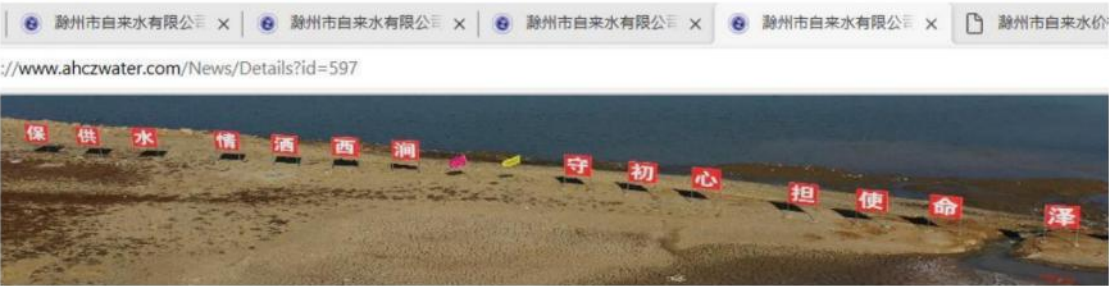 滁州市自来水有限公司 滁州市自来水有限公司 滁州市自来水有限公司 滁州市自来水有限公司 滁州市自来水价
://www.ahczwater.com/News/Details?id=597
保供水 情洒西涧 守初心 担使命 泽